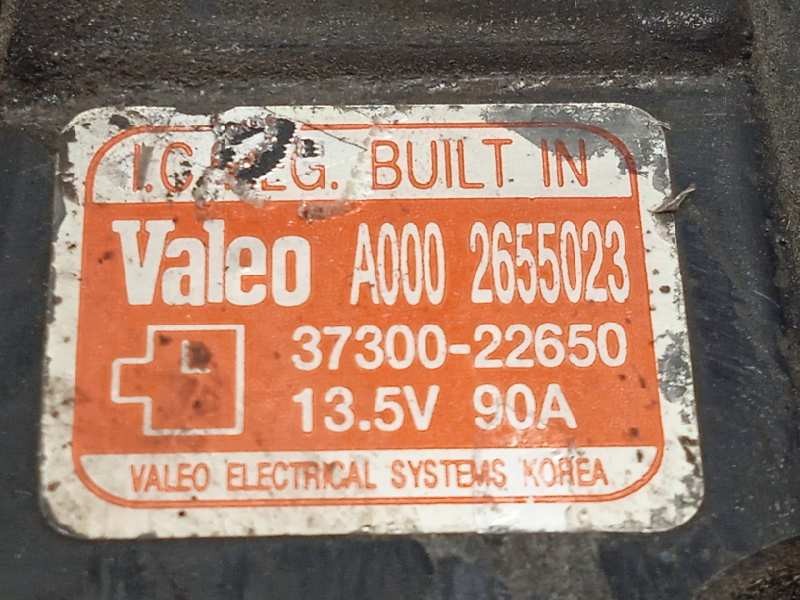 I.C. REG. BUILT IN
Valeo A000 2655023
37300-22650
13.5V 90A
VALEO ELECTRICAL SYSTEMS KOREA